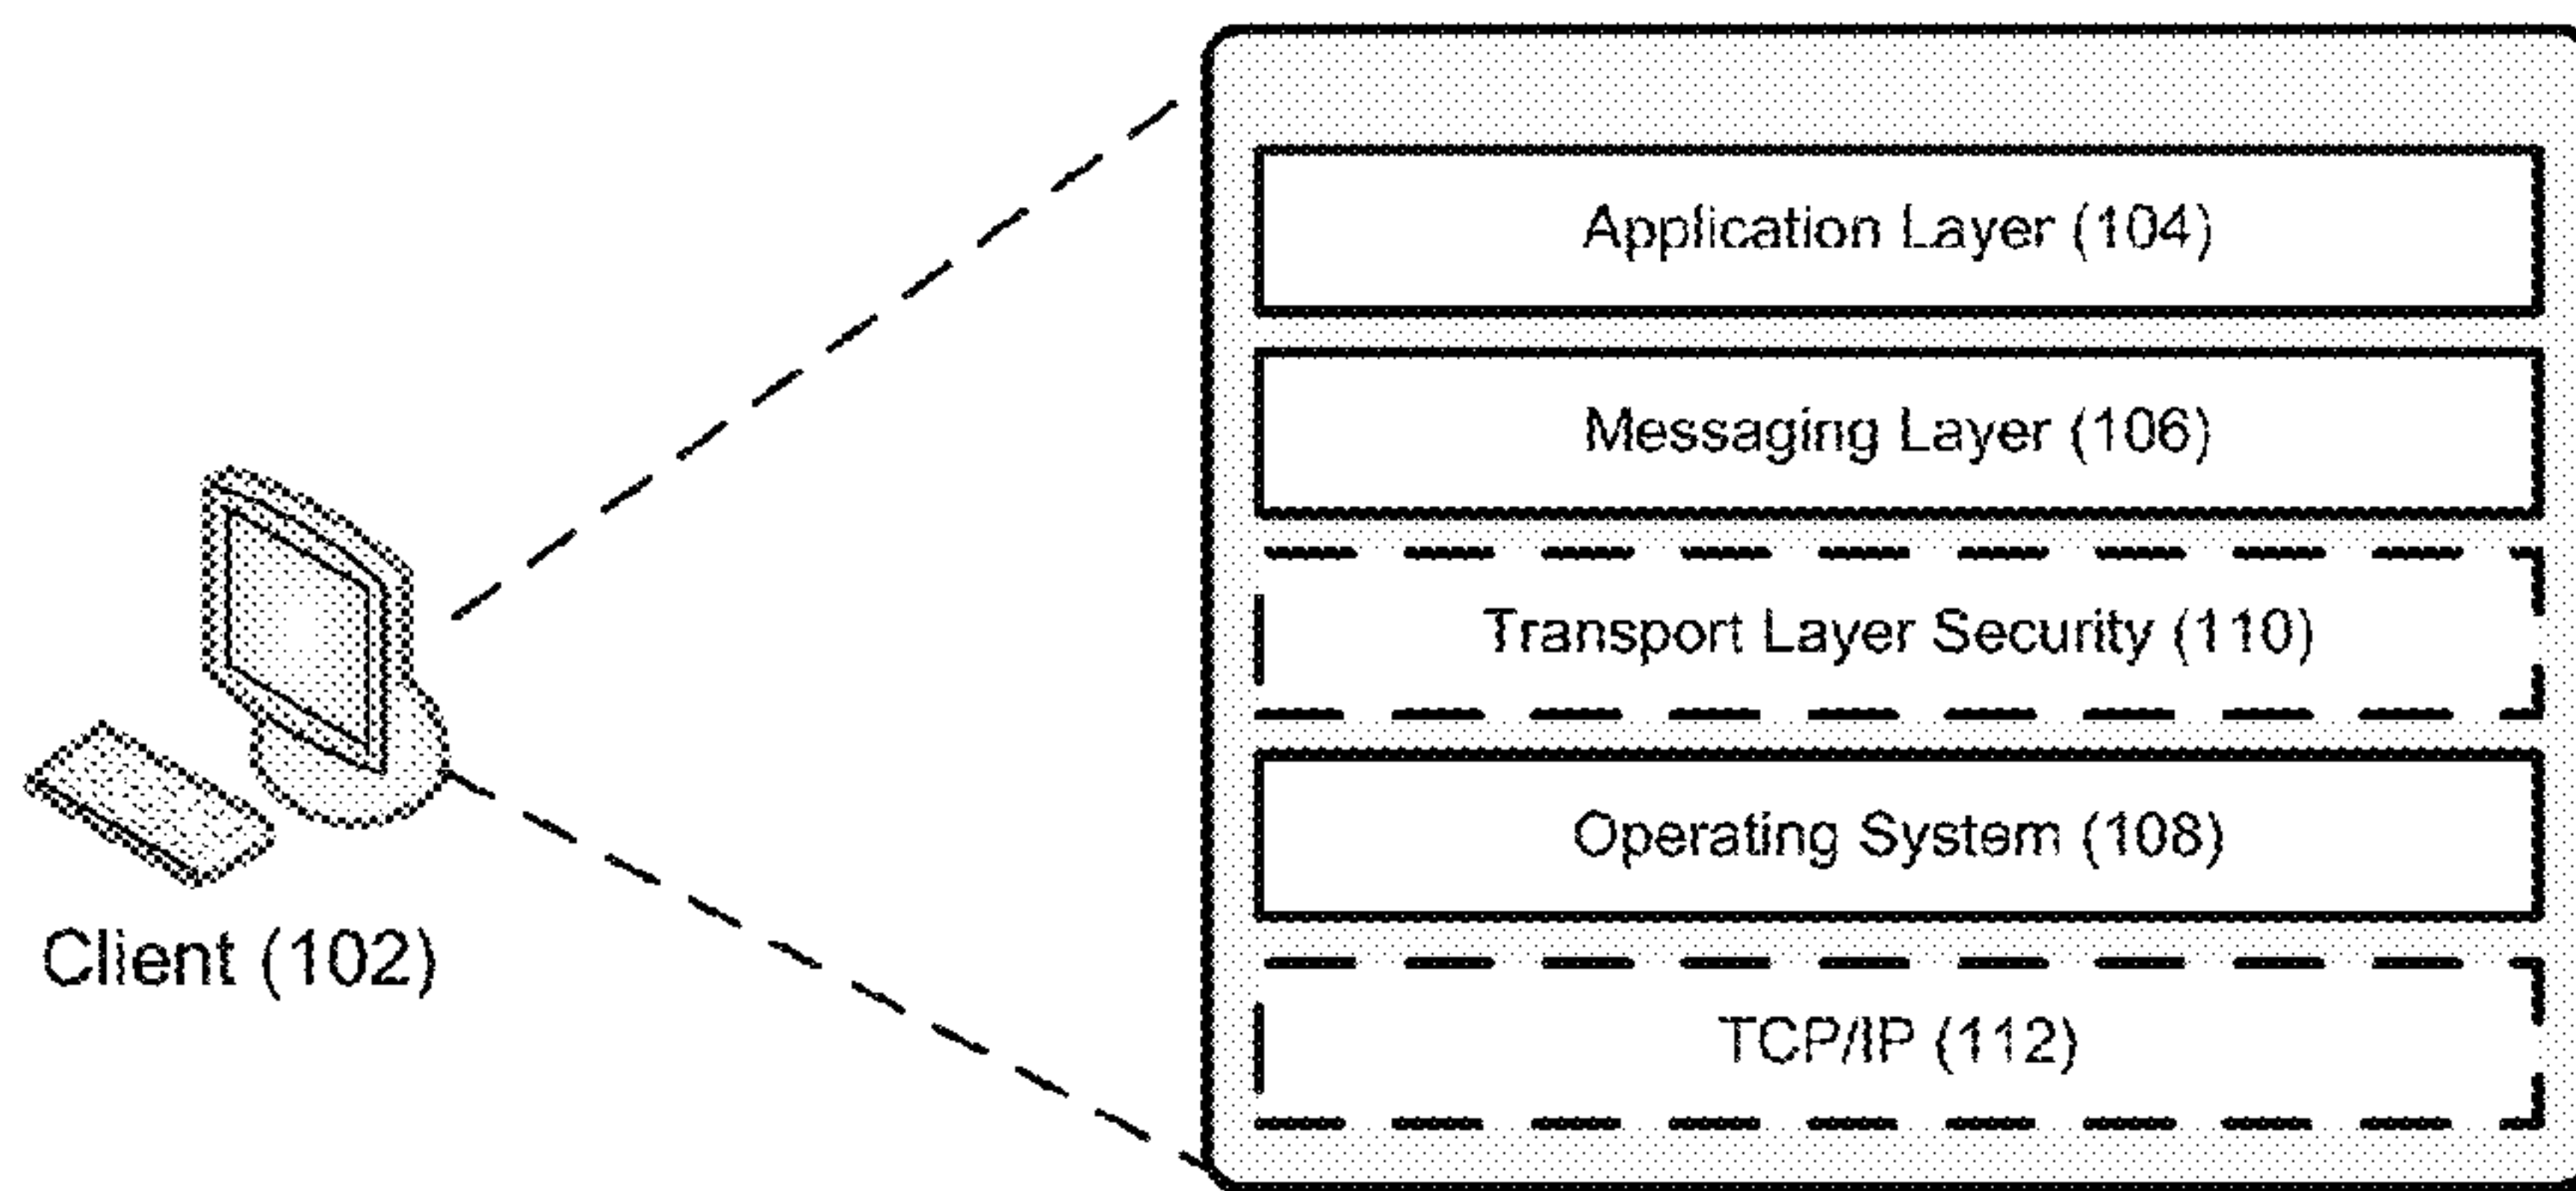 Application Layer (104)
Messaging Layer (106)
Transport Layer Security (110)
Operating System (108)
TCP/IP (112)
Client (102)